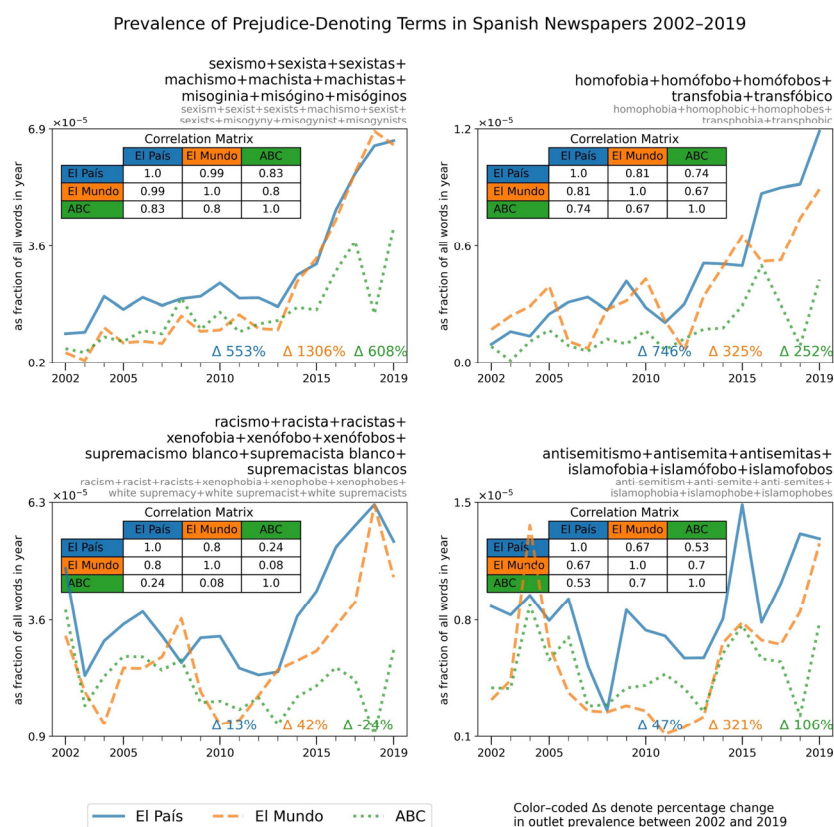 Prevalence of Prejudice-Denoting Terms in Spanish Newspapers 2002–2019
sexismo+sexista+sexistas+
machismo+machista+machistas+
misoginia+misógino+misóginos
sexism+sexist+sexists+machismo+sexist+
sexists+misogyny+misogynist+misogynists
×10⁻⁵
6.9
3.6
0.2
as fraction of all words in year
Correlation Matrix
El País El Mundo ABC
El País 1.0 0.99 0.83
El Mundo 0.99 1.0 0.8
ABC 0.83 0.8 1.0
Δ 553% Δ 1306% Δ 608%
2002 2005 2010 2015 2019
homofobia+homófobo+homófobos+
transfobia+transfóbico
homophobia+homophobic+homophobes+
transphobia+transphobic
×10⁻⁵
1.2
0.6
0.0
as fraction of all words in year
Correlation Matrix
El País El Mundo ABC
El País 1.0 0.81 0.74
El Mundo 0.81 1.0 0.67
ABC 0.74 0.67 1.0
Δ 746% Δ 325% Δ 252%
2002 2005 2010 2015 2019
racismo+racista+racistas+
xenofobia+xenófobo+xenófobos+
supremacismo blanco+supremacista blanco+
supremacistas blancos
racism+racist+racists+xenophobia+xenophobe+xenophobes+
white supremacy+white supremacist+white supremacists
×10⁻⁵
6.3
3.6
0.9
as fraction of all words in year
Correlation Matrix
El País El Mundo ABC
El País 1.0 0.8 0.24
El Mundo 0.8 1.0 0.08
ABC 0.24 0.08 1.0
Δ 13% Δ 42% Δ -24%
2002 2005 2010 2015 2019
antisemitismo+antisemita+antisemitas+
islamofobia+islamófobo+islamofobos
anti-semitism+anti-semite+anti-semites+
islamophobia+islamophobe+islamophobes
×10⁻⁵
1.5
0.8
0.1
as fraction of all words in year
Correlation Matrix
El País El Mundo ABC
El País 1.0 0.67 0.53
El Mundo 0.67 1.0 0.7
ABC 0.53 0.7 1.0
Δ 47% Δ 321% Δ 106%
2002 2005 2010 2015 2019
El País El Mundo ABC
Color–coded Δs denote percentage change
in outlet prevalence between 2002 and 2019